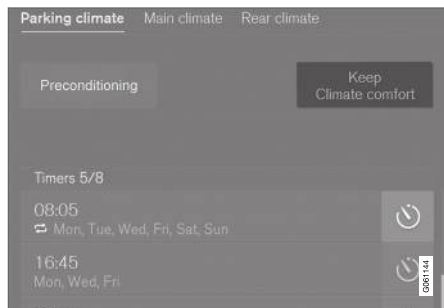 Parking climate Main climate Rear climate
Preconditioning
Keep
Climate comfort
Timers 5/8
08:05
Mon, Tue, Wed, Fri, Sat, Sun
16:45
Mon, Wed, Fri
G061144